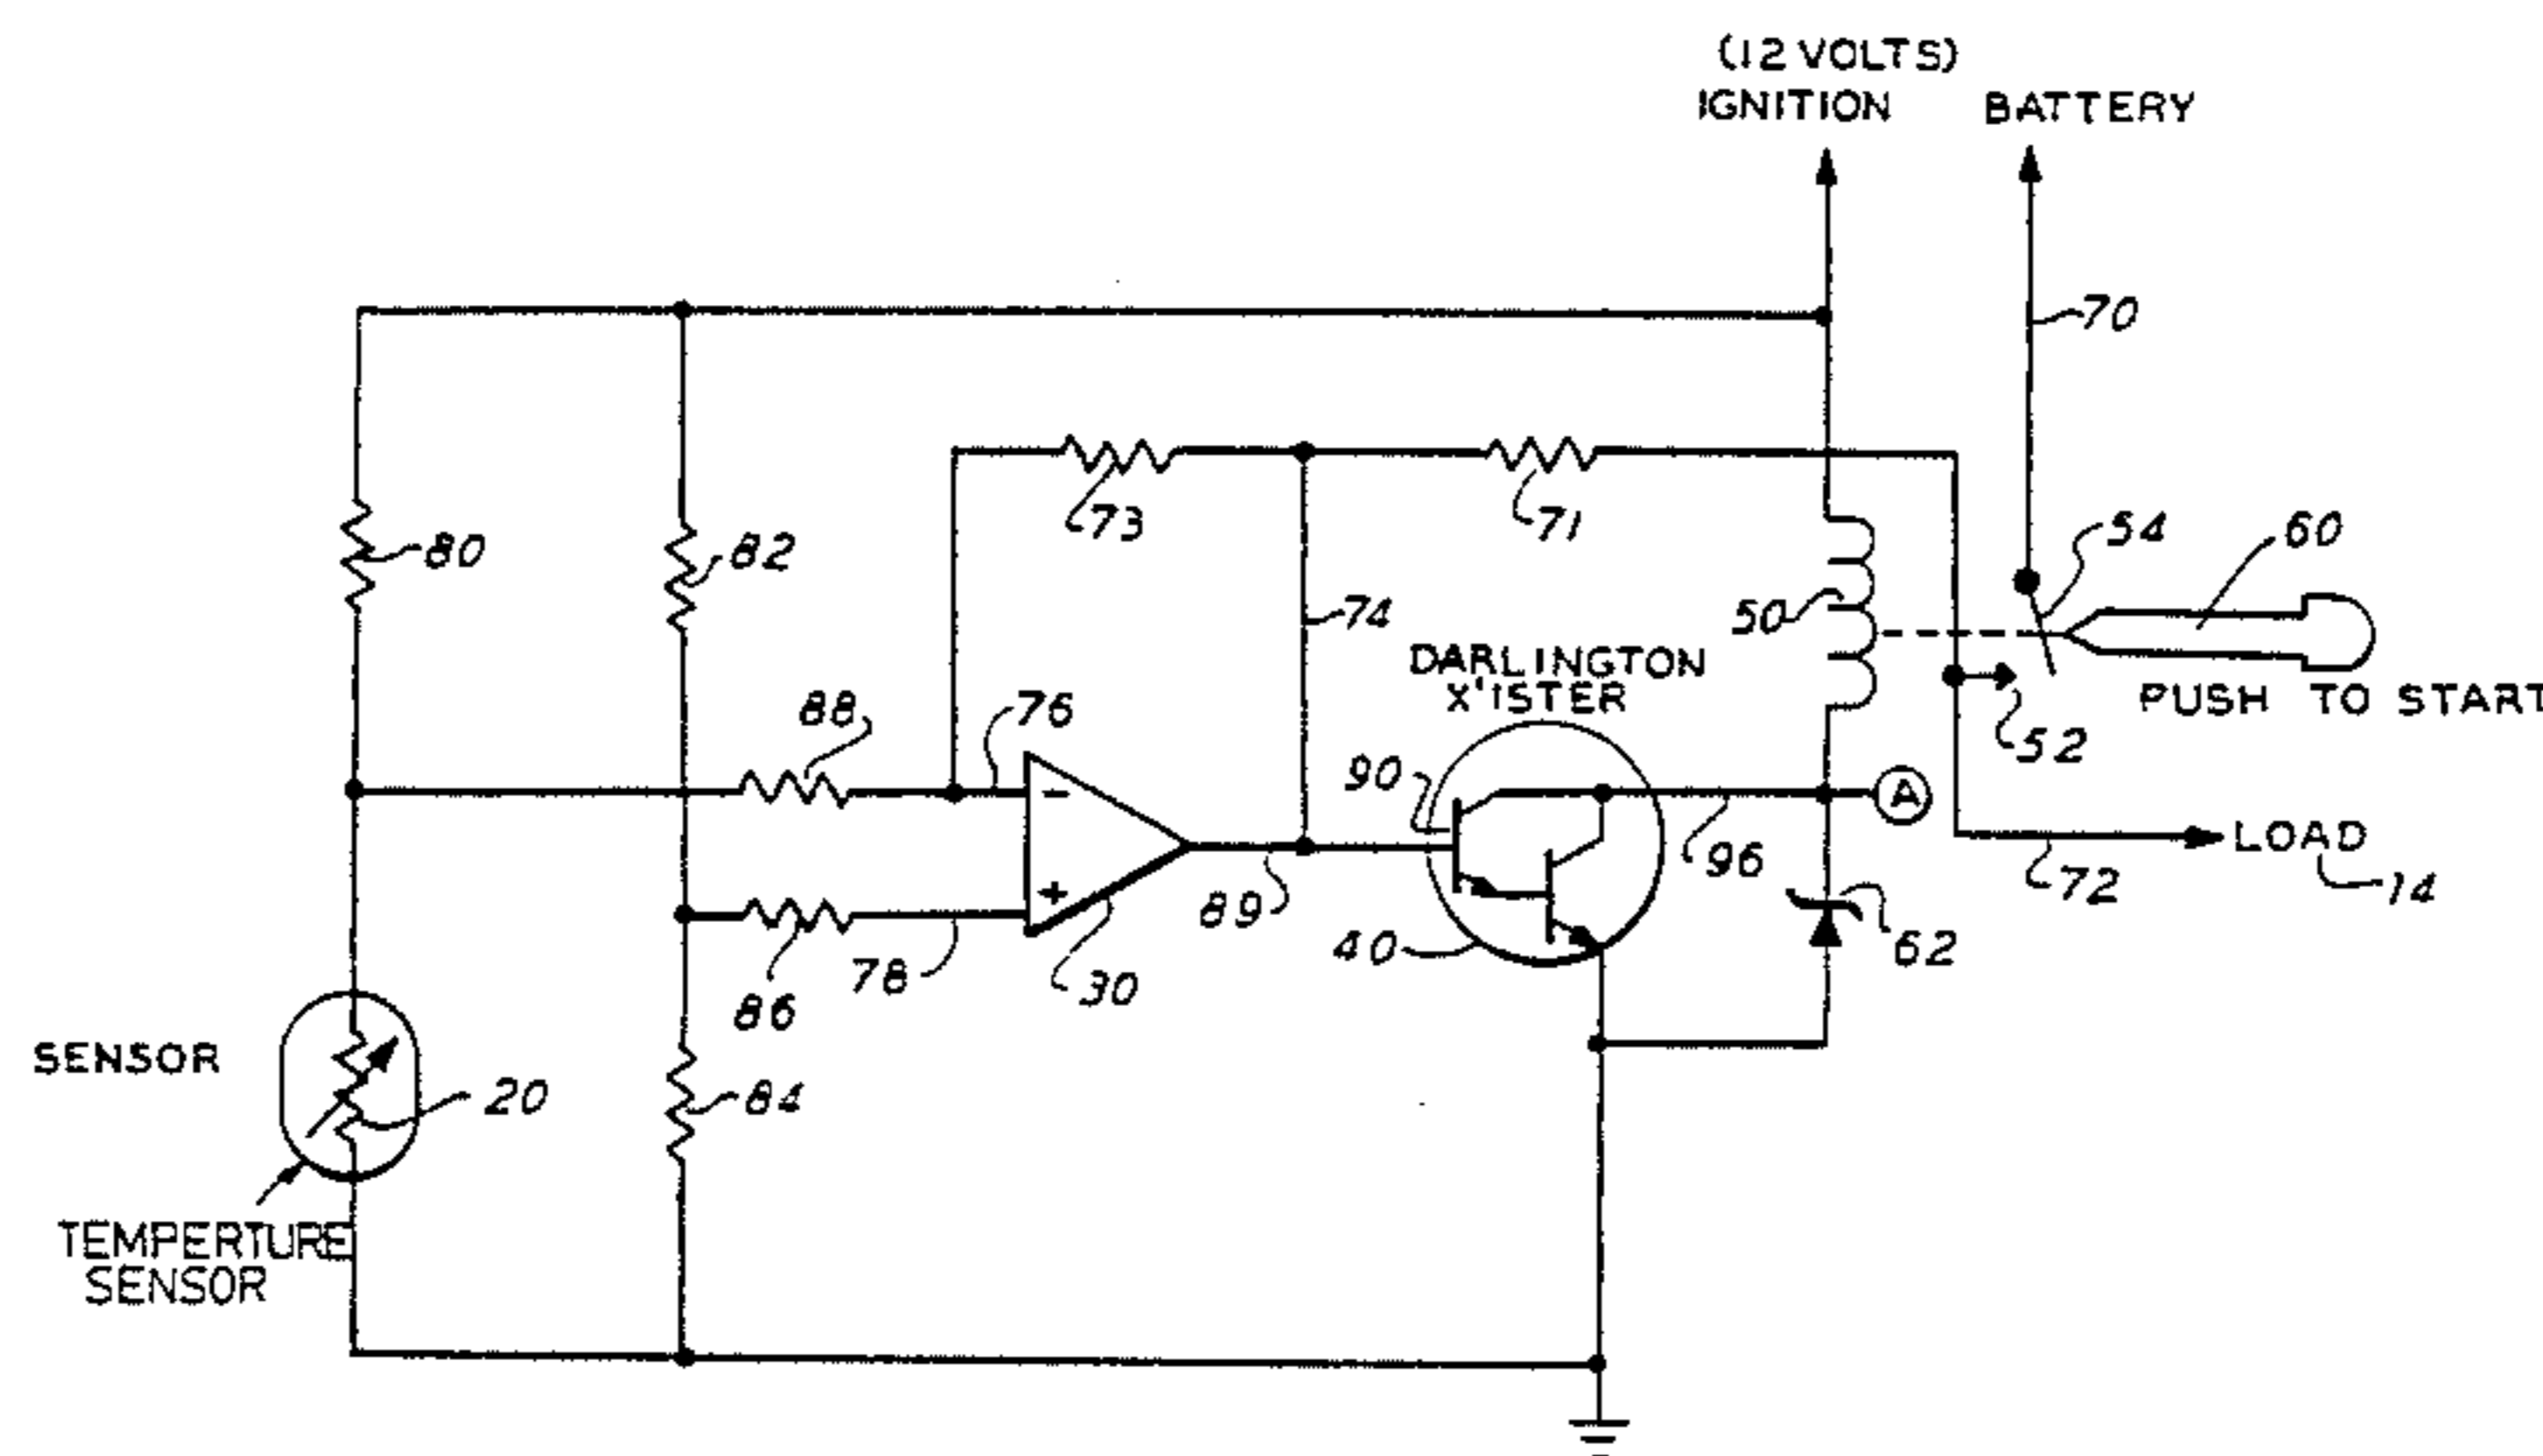 (12 VOLTS)
IGNITION
BATTERY
70
73
71
54
60
80
82
74
50
DARLINGTON
X'ISTER
PUSH TO START
88
76
52
90
-
A
+
96
LOAD
89
72
14
62
86
78
30
40
SENSOR
20
84
TEMPERTURE
SENSOR